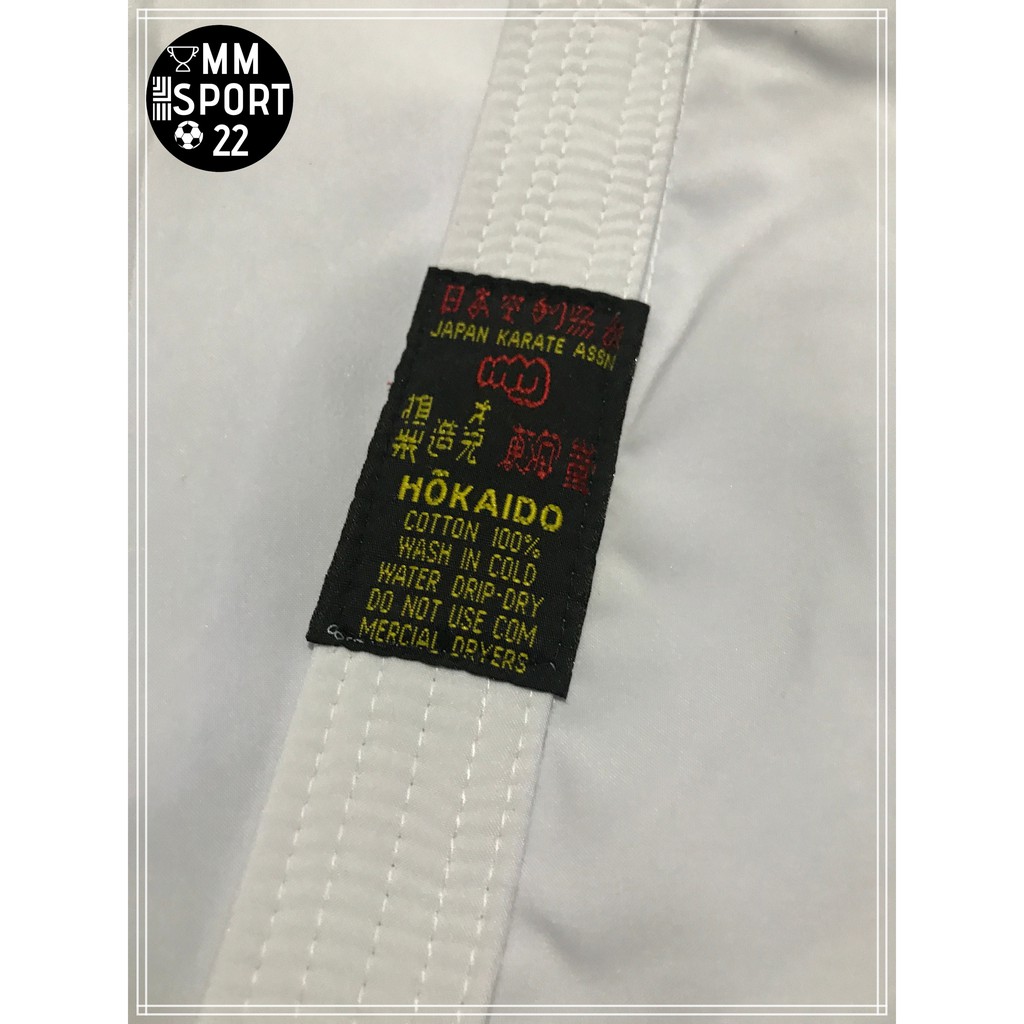 MM
SPORT
22
JAPAN KARATE ASSN
HŌKAIDO
COTTON 100%
WASH IN COLD
WATER DRIP-DRY
DO NOT USE COM
MERCIAL DRYERS